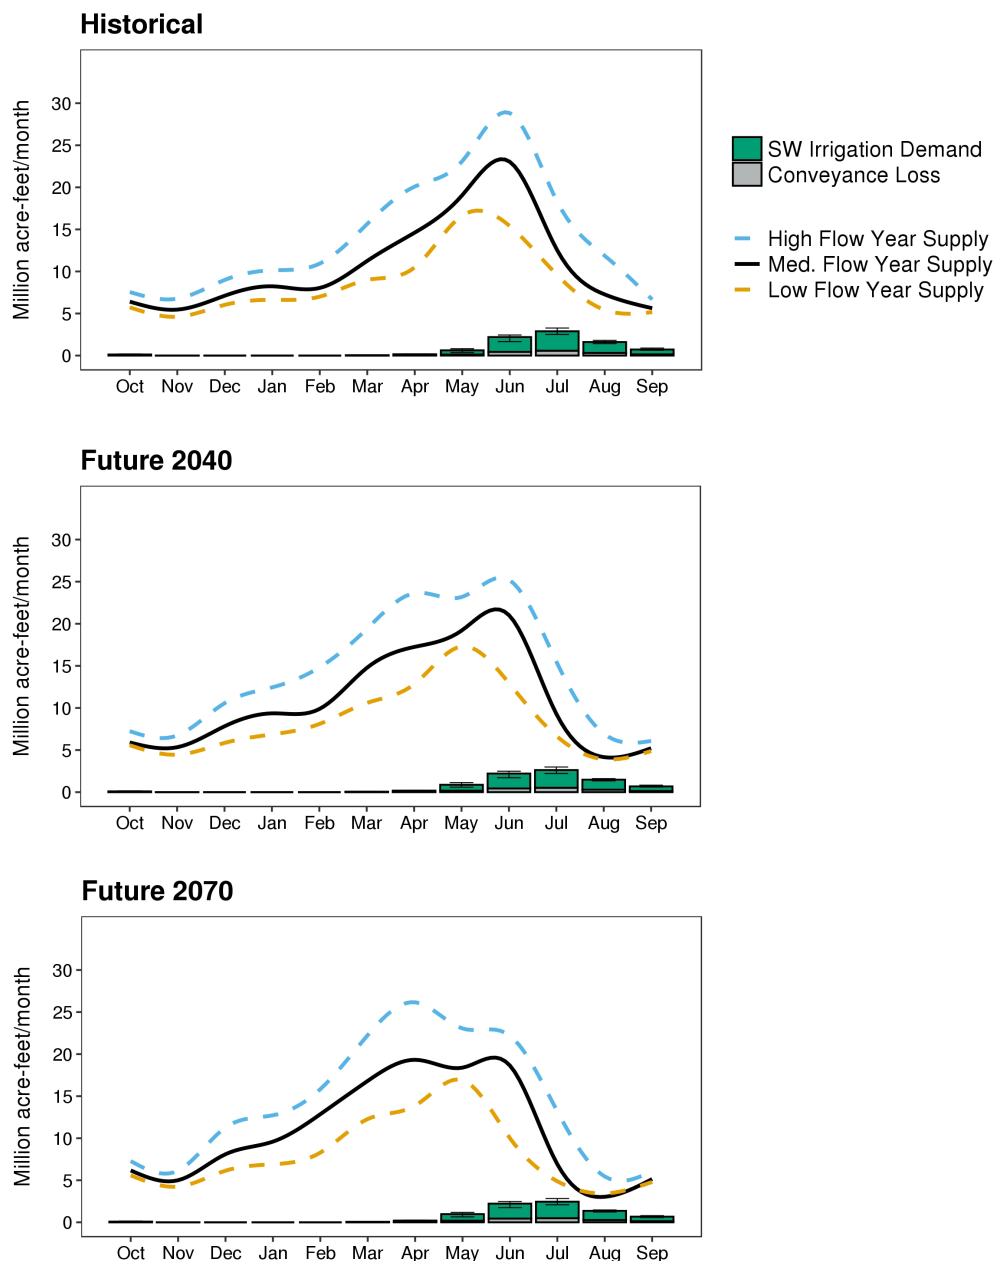 Historical
Million acre-feet/month
30
25
20
15
10
5
0
Oct Nov Dec Jan Feb Mar Apr May Jun Jul Aug Sep
SW Irrigation Demand
Conveyance Loss
High Flow Year Supply
Med. Flow Year Supply
Low Flow Year Supply
Future 2040
Million acre-feet/month
30
25
20
15
10
5
0
Oct Nov Dec Jan Feb Mar Apr May Jun Jul Aug Sep
Future 2070
Million acre-feet/month
30
25
20
15
10
5
0
Oct Nov Dec Jan Feb Mar Apr May Jun Jul Aug Sep